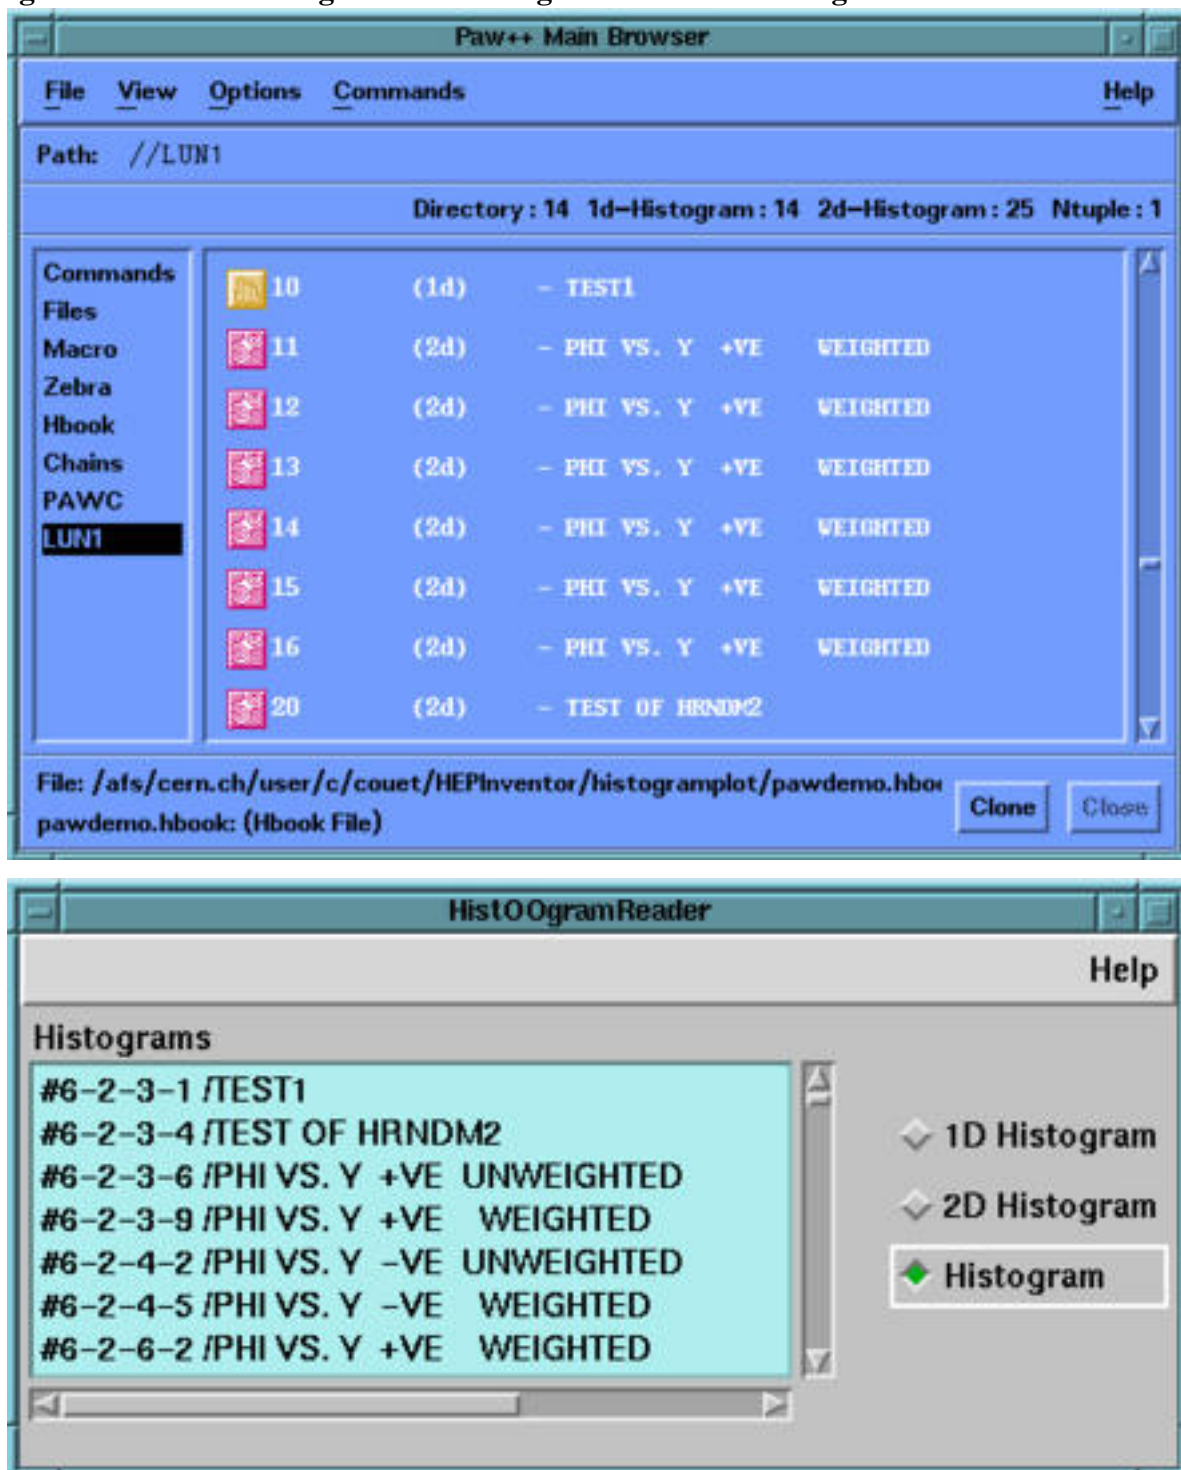 Paw++ Main Browser
File View Options Commands Help
Path: //LUN1
Directory : 14 1d-Histogram : 14 2d-Histogram : 25 Ntuple : 1
Commands
Files
Macro
Zebra
Hbook
Chains
PAWC
LUN1
10 (1d) - TEST1
11 (2d) - PHI VS. Y +VE WEIGHTED
12 (2d) - PHI VS. Y +VE WEIGHTED
13 (2d) - PHI VS. Y +VE WEIGHTED
14 (2d) - PHI VS. Y +VE WEIGHTED
15 (2d) - PHI VS. Y +VE WEIGHTED
16 (2d) - PHI VS. Y +VE WEIGHTED
20 (2d) - TEST OF HRNDM2
File: /afs/cern.ch/user/c/couet/HEPInventor/histogramplot/pawdemo.hboo
pawdemo.hbook: (Hbook File)
Clone Close
HistOOgramReader
Help
Histograms
#6-2-3-1 /TEST1
#6-2-3-4 /TEST OF HRNDM2
#6-2-3-6 /PHI VS. Y +VE UNWEIGHTED
#6-2-3-9 /PHI VS. Y +VE WEIGHTED
#6-2-4-2 /PHI VS. Y -VE UNWEIGHTED
#6-2-4-5 /PHI VS. Y -VE WEIGHTED
#6-2-6-2 /PHI VS. Y +VE WEIGHTED
1D Histogram
2D Histogram
Histogram